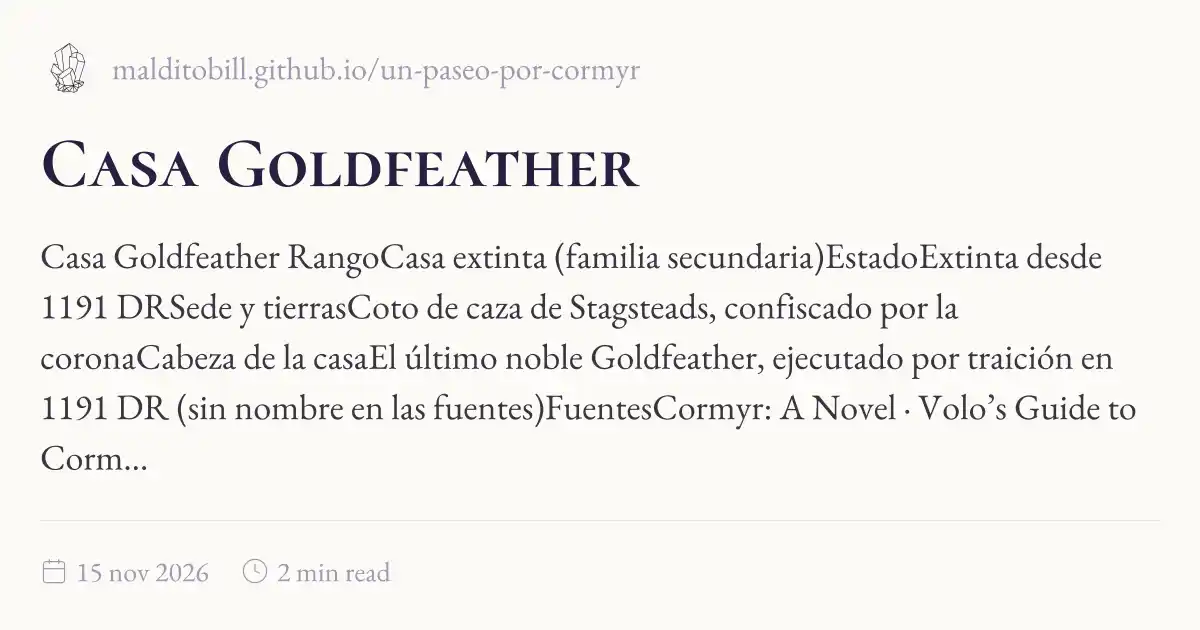 malditobill.github.io/un-paseo-por-cormyr
Casa Goldfeather
Casa Goldfeather RangoCasa extinta (familia secundaria)EstadoExtinta desde
1191 DRSede y tierrasCoto de caza de Stagsteads, confiscado por la
coronaCabeza de la casaEl último noble Goldfeather, ejecutado por traición en
1191 DR (sin nombre en las fuentes)FuentesCormyr: A Novel · Volo’s Guide to
Corm...
15 nov 2026 2 min read